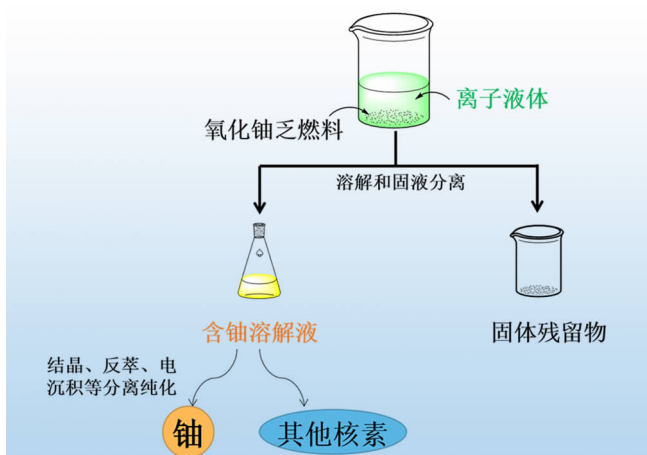 离子液体
氧化铀乏燃料
溶解和固液分离
含铀溶解液
固体残留物
结晶、反萃、电
沉积等分离纯化
铀
其他核素